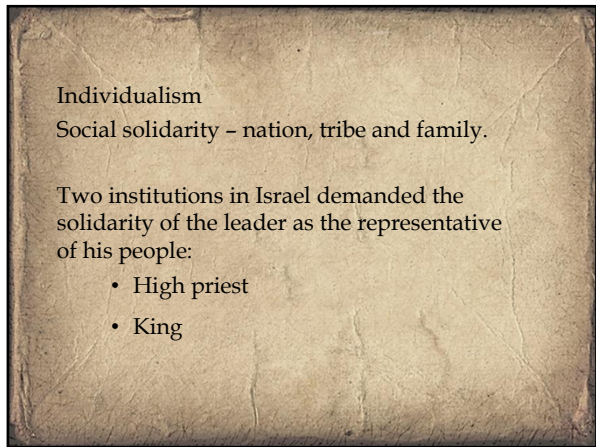 Individualism
Social solidarity – nation, tribe and family.
Two institutions in Israel demanded the
solidarity of the leader as the representative
of his people:
• High priest
• King